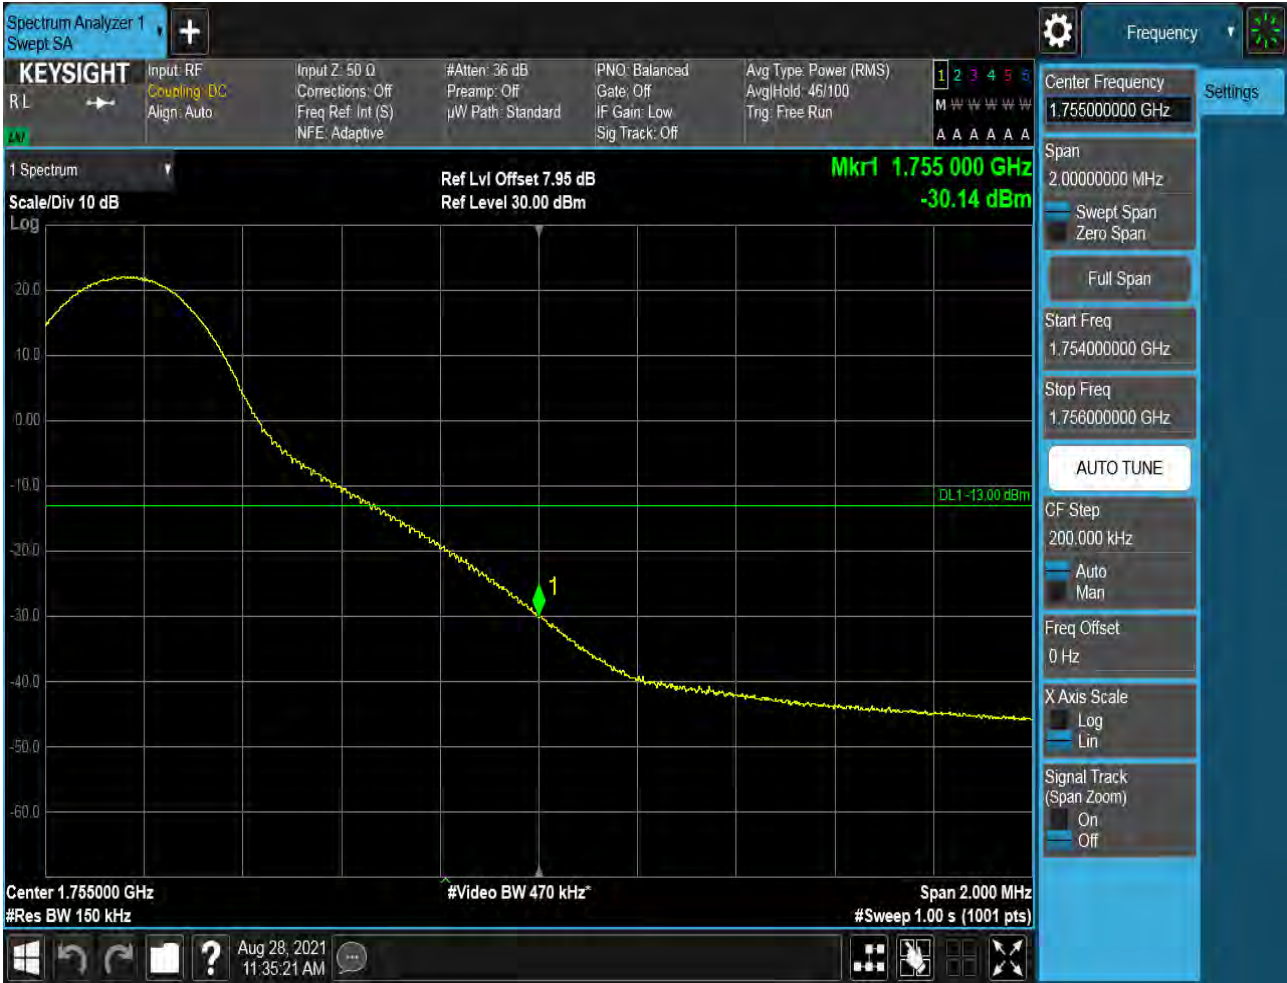 Spectrum Analyzer 1
Swept SA
+
Frequency
KEYSIGHT
R L
LXI
Input: RF
Coupling: DC
Align: Auto
Input Z: 50 Ω
Corrections: Off
Freq Ref: Int (S)
NFE: Adaptive
#Atten: 36 dB
Preamp: Off
µW Path: Standard
PNO: Balanced
Gate: Off
IF Gain: Low
Sig Track: Off
Avg Type: Power (RMS)
Avg|Hold: 46/100
Trig: Free Run
1 2 3 4 5 6
M W W W W W
A A A A A A
1 Spectrum
Scale/Div 10 dB
Log
Ref Lvl Offset 7.95 dB
Ref Level 30.00 dBm
Mkr1 1.755 000 GHz
-30.14 dBm
20.0
10.0
0.00
-10.0
-20.0
-30.0
-40.0
-50.0
-60.0
DL1 -13.00 dBm
1
Center 1.755000 GHz
#Res BW 150 kHz
#Video BW 470 kHz*
Span 2.000 MHz
#Sweep 1.00 s (1001 pts)
Center Frequency
1.755000000 GHz
Settings
Span
2.00000000 MHz
Swept Span
Zero Span
Full Span
Start Freq
1.754000000 GHz
Stop Freq
1.756000000 GHz
AUTO TUNE
CF Step
200.000 kHz
Auto
Man
Freq Offset
0 Hz
X Axis Scale
Log
Lin
Signal Track
(Span Zoom)
On
Off
?
Aug 28, 2021
11:35:21 AM